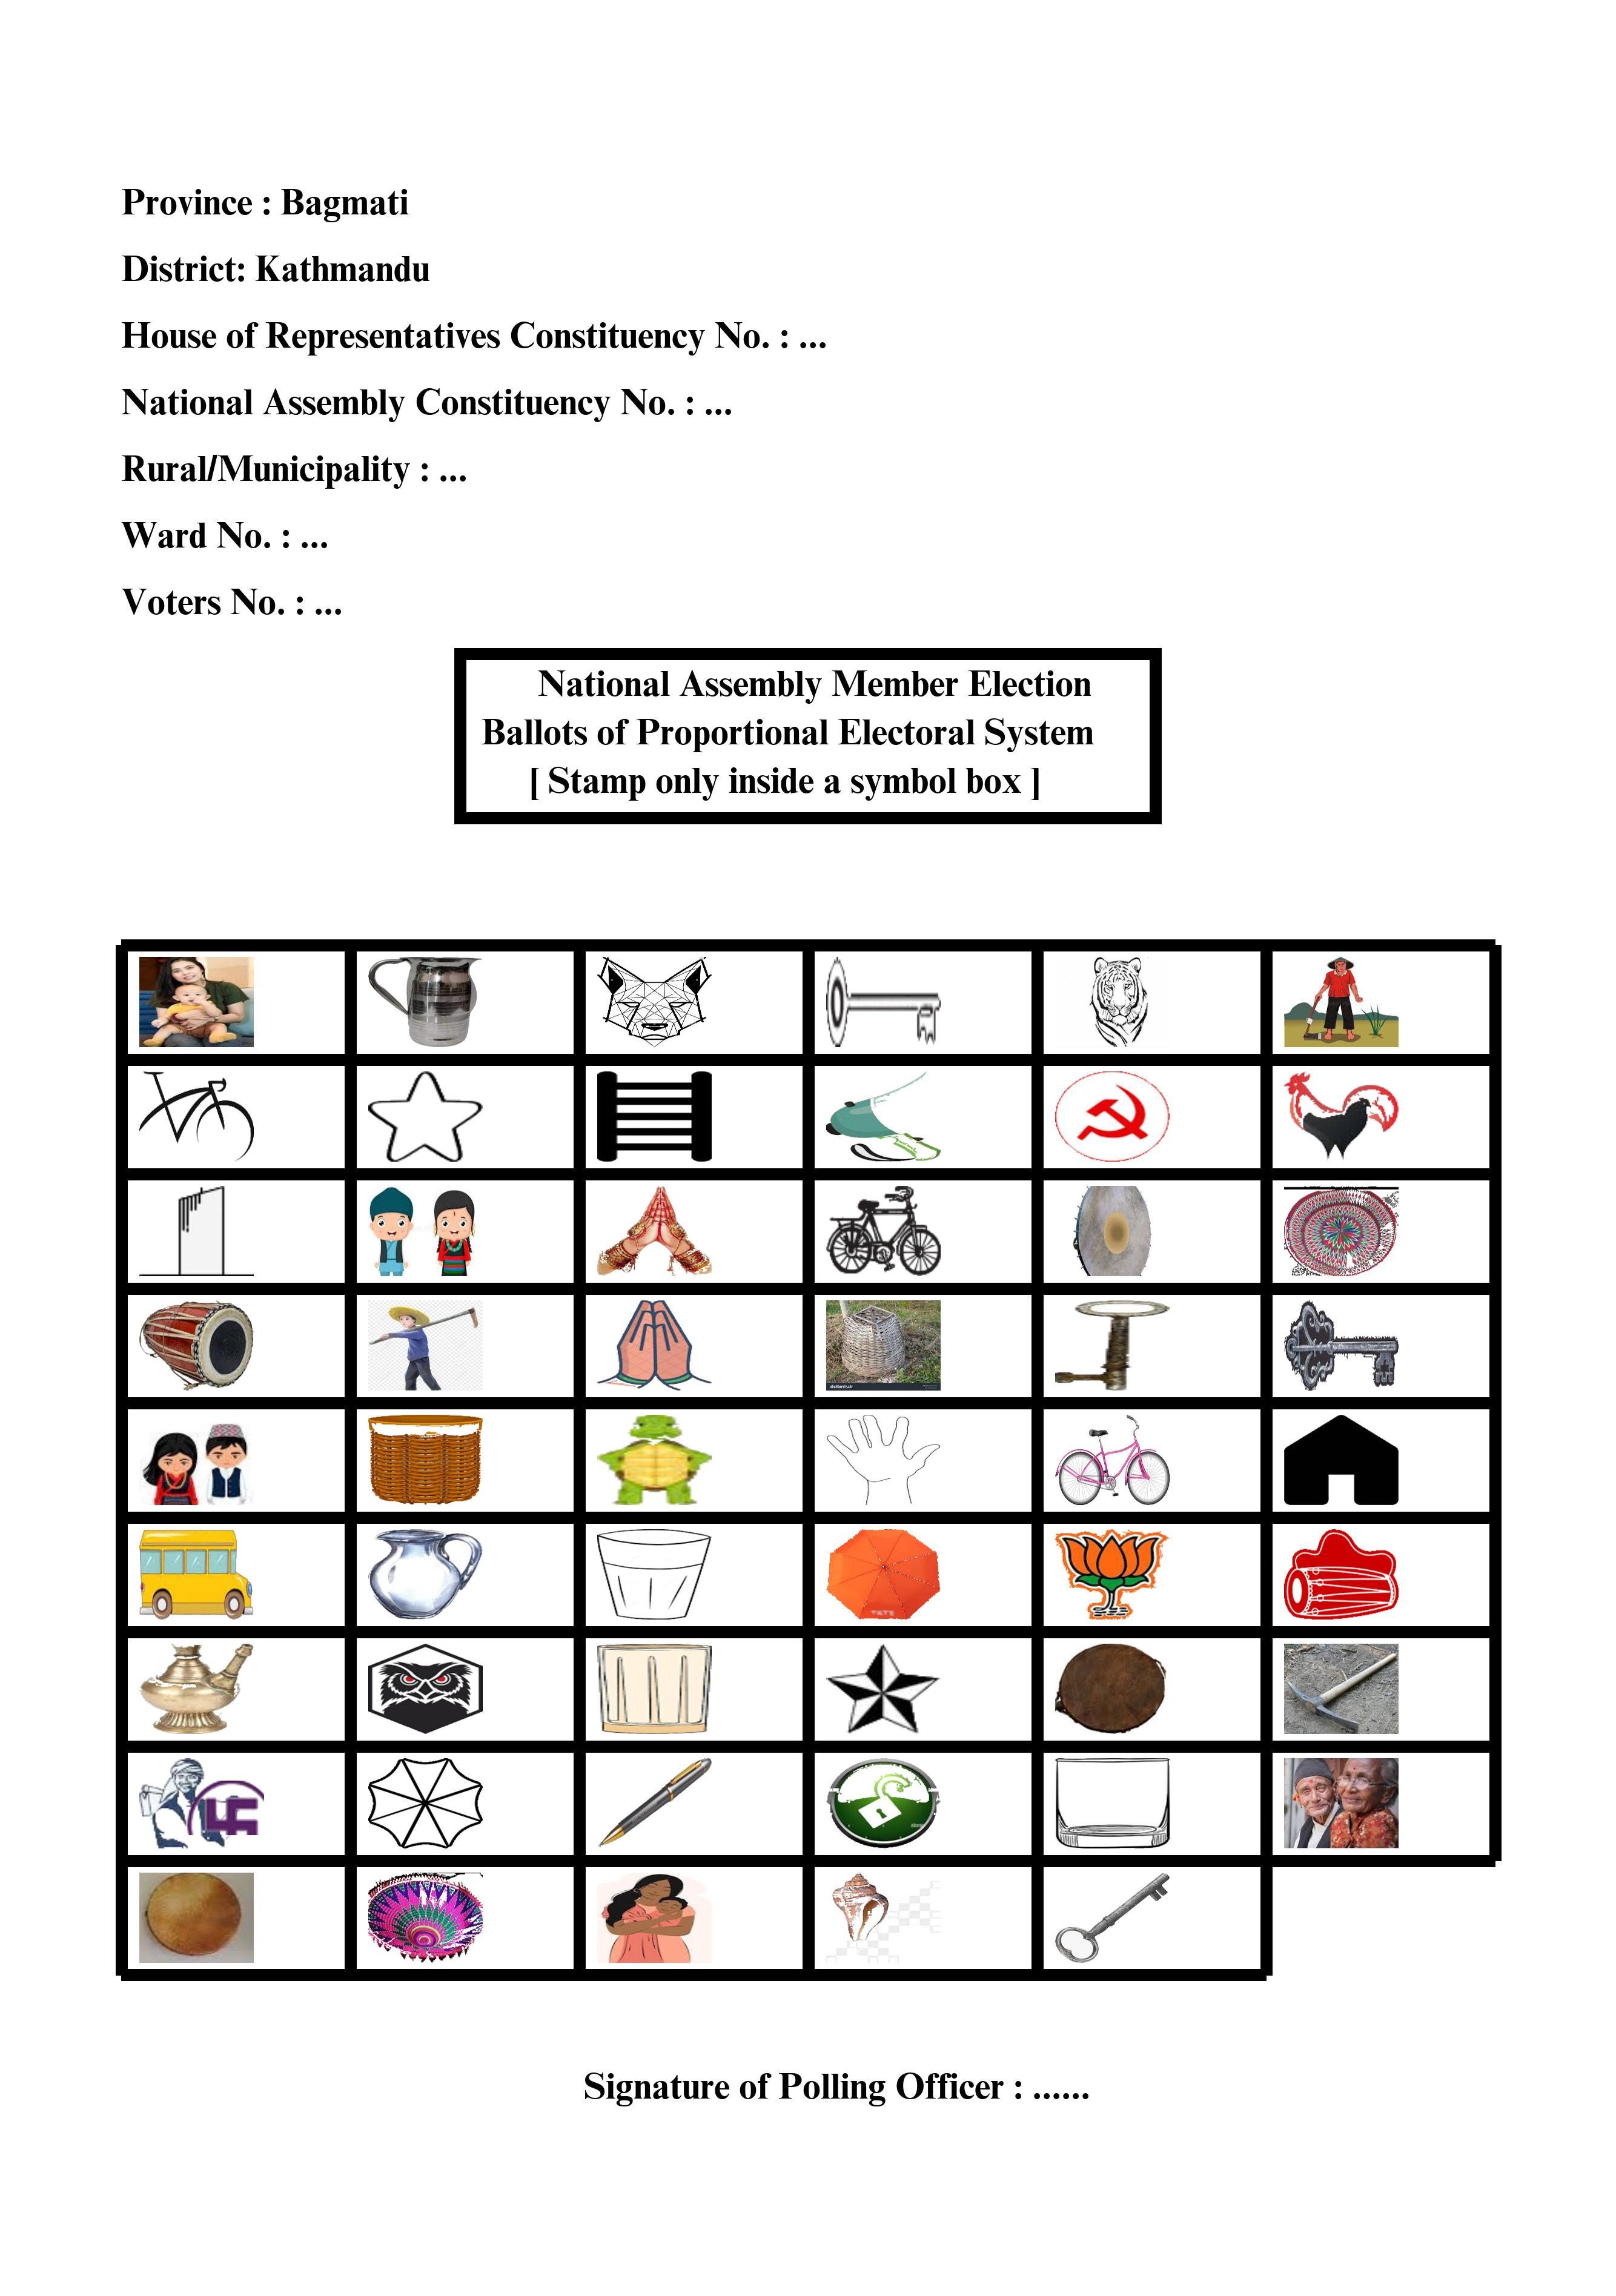 Province : Bagmati
District: Kathmandu
House of Representatives Constituency No. : ...
National Assembly Constituency No. : ...
Rural/Municipality : ...
Ward No. : ...
Voters No. : ...
National Assembly Member Election
Ballots of Proportional Electoral System
[ Stamp only inside a symbol box ]
Signature of Polling Officer : ......